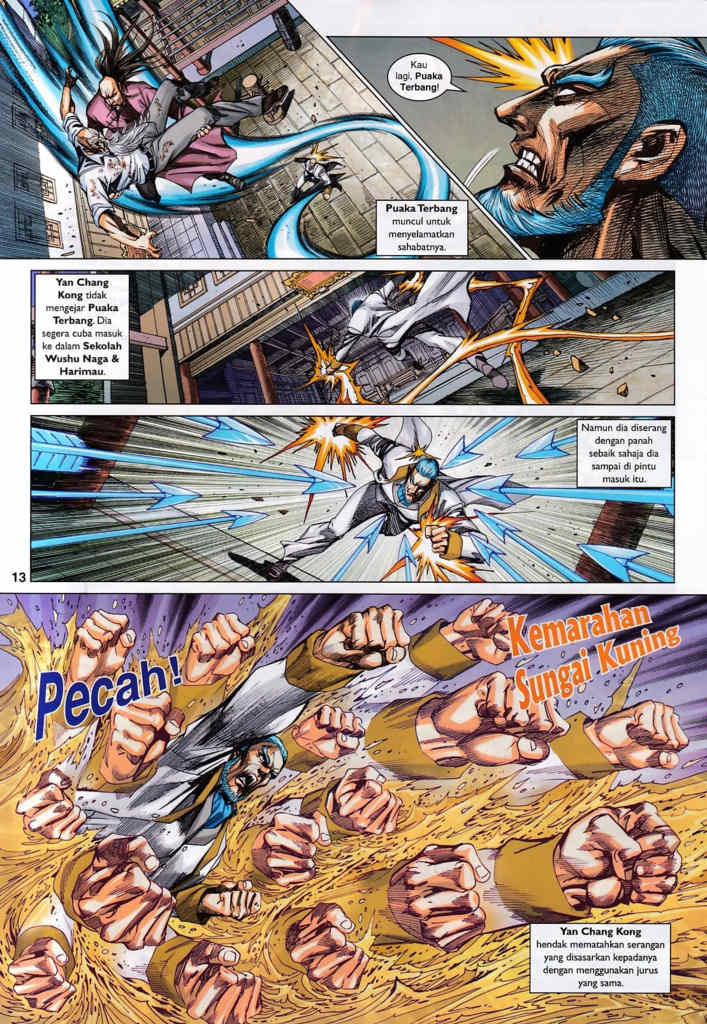 Kau
lagi, Puaka
Terbang!
Puaka Terbang
muncul untuk
menyelamatkan
sahabatnya.
Yan Chang
Kong tidak
mengejar Puaka
Terbang. Dia
segera cuba masuk
ke dalam Sekolah
Wushu Naga &
Harimau.
Namun dia diserang
dengan panah
sebaik sahaja dia
sampai di pintu
masuk itu.
13
Pecah!
Kemarahan
Sungai Kuning
Yan Chang Kong
hendak mematahkan serangan
yang disasarkan kepadanya
dengan menggunakan jurus
yang sama.